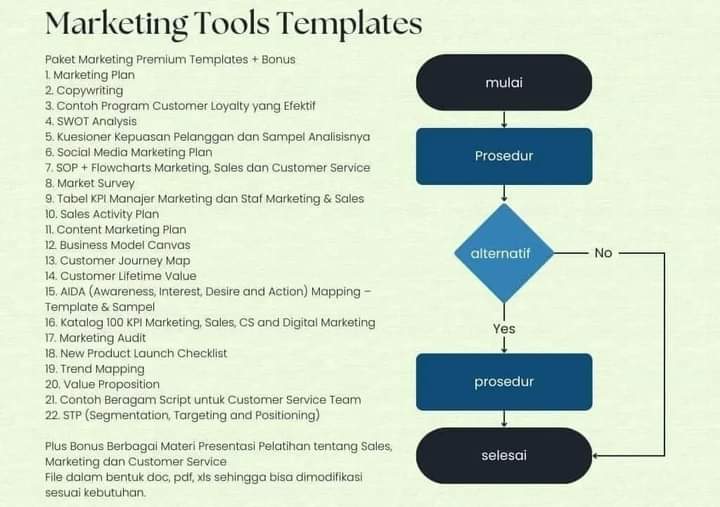 Marketing Tools Templates
Paket Marketing Premium Templates + Bonus
1. Marketing Plan
2. Copywriting
3. Contoh Program Customer Loyalty yang Efektif
4. SWOT Analysis
5. Kuesioner Kepuasan Pelanggan dan Sampel Analisisnya
6. Social Media Marketing Plan
7. SOP + Flowcharts Marketing, Sales dan Customer Service
8. Market Survey
9. Tabel KPI Manajer Marketing dan Staf Marketing & Sales
10. Sales Activity Plan
11. Content Marketing Plan
12. Business Model Canvas
13. Customer Journey Map
14. Customer Lifetime Value
15. AIDA (Awareness, Interest, Desire and Action) Mapping –
Template & Sampel
16. Katalog 100 KPI Marketing, Sales, CS and Digital Marketing
17. Marketing Audit
18. New Product Launch Checklist
19. Trend Mapping
20. Value Proposition
21. Contoh Beragam Script untuk Customer Service Team
22. STP (Segmentation, Targeting and Positioning)
Plus Bonus Berbagai Materi Presentasi Pelatihan tentang Sales,
Marketing dan Customer Service
File dalam bentuk doc, pdf, xls sehingga bisa dimodifikasi
sesuai kebutuhan.
mulai
Prosedur
alternatif
No
Yes
prosedur
selesai